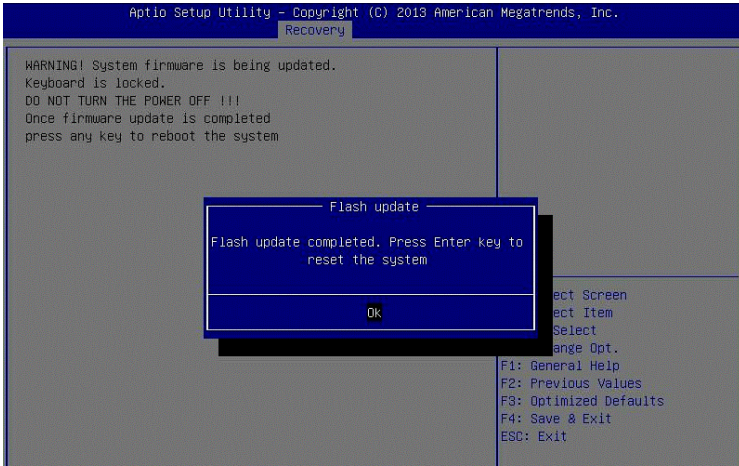 Aptio Setup Utility – Copyright (C) 2013 American Megatrends, Inc.
Recovery
WARNING! System firmware is being updated.
Keyboard is locked.
DO NOT TURN THE POWER OFF !!!
Once firmware update is completed
press any key to reboot the system
Flash update
Flash update completed. Press Enter key to
reset the system
Ok
Screen
Item
Select
Opt.
F1: General Help
F2: Previous Values
F3: Optimized Defaults
F4: Save & Exit
ESC: Exit